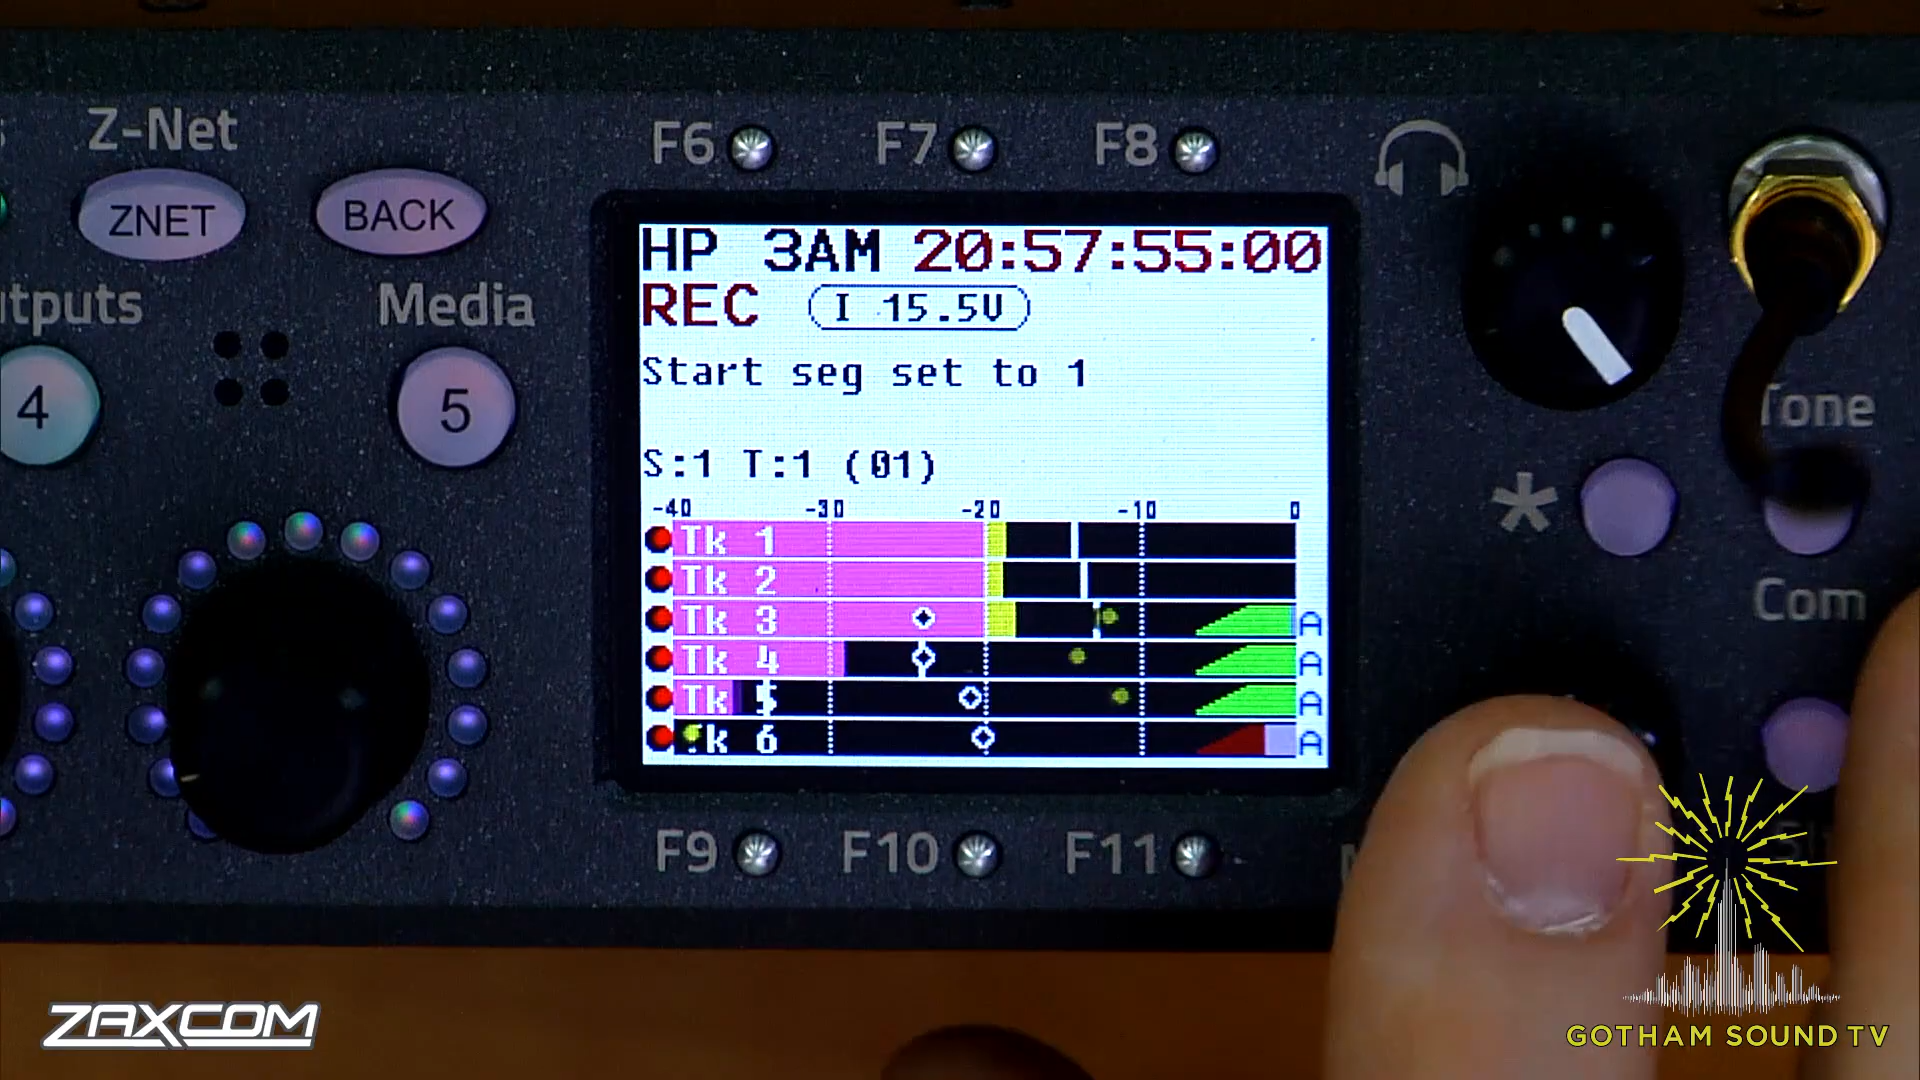 Z-Net
F6
F7
F8
ZNET
BACK
HP 3AM 20:57:55:00
REC I 15.5V
Media
4
5
Start seg set to 1
Tone
S:1 T:1 (01)
*
-40 -30 -20 -10 0
Tk 1
Tk 2
Tk 3 A
Tk 4 A
Tk 5 A
Tk 6 A
Com
F9
F10
F11
ZAXCOM
GOTHAM SOUND TV